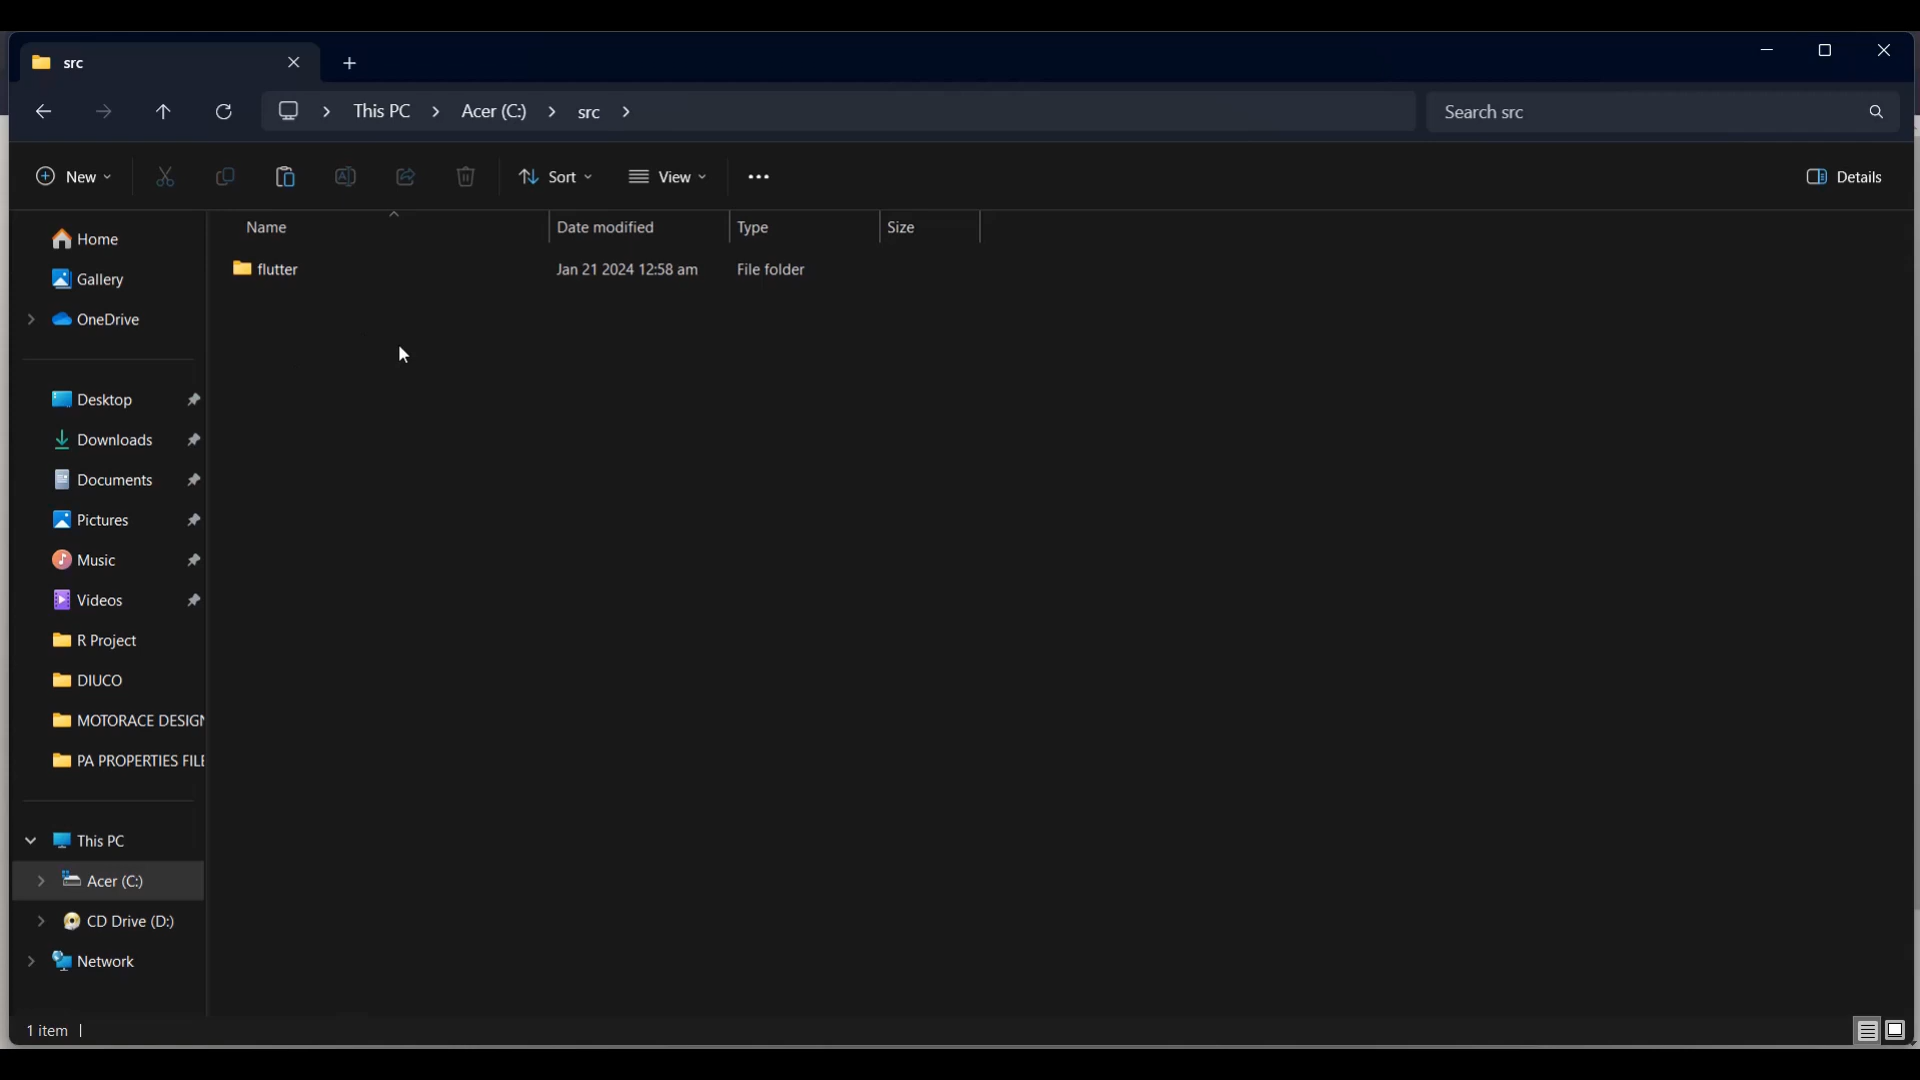 src
This PC > Acer (C:) > src >
Search src
New
Sort
View
Details
Name
Date modified
Type
Size
flutter
Jan 21 2024 12:58 am
File folder
Home
Gallery
OneDrive
Desktop
Downloads
Documents
Pictures
Music
Videos
R Project
DIUCO
MOTORACE DESIGN
PA PROPERTIES FILE
This PC
Acer (C:)
CD Drive (D:)
Network
1 item